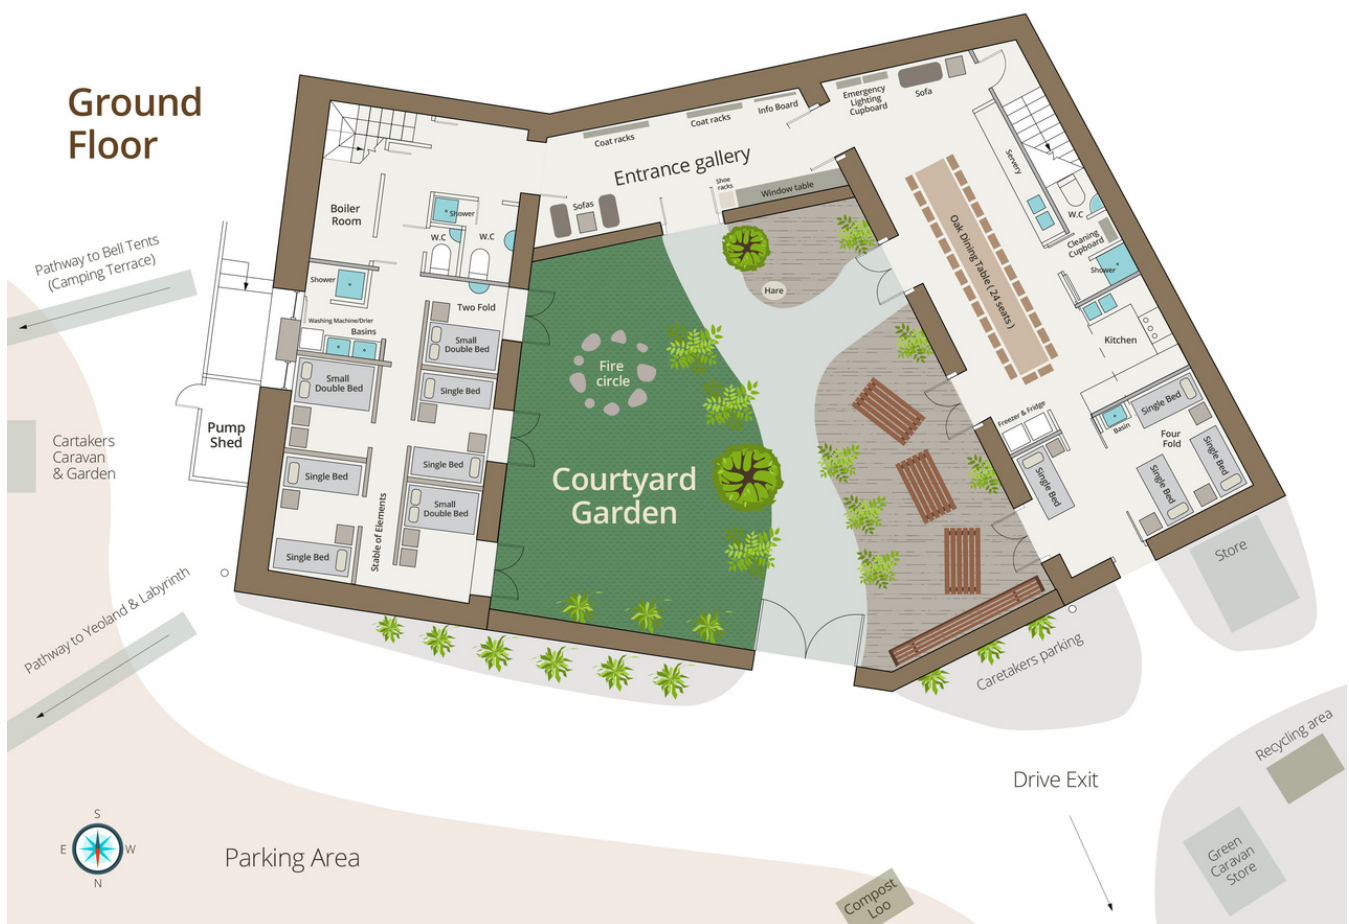 Ground
Floor
Coat racks
Coat racks
Info Board
Emergency
Lighting
Cupboard
Sofa
Entrance gallery
Shoe
racks
Window table
Sofas
Servery
W.C
Cleaning
Cupboard
Shower
Oak Dining Table ( 24 seats )
Kitchen
Freezer & Fridge
Basin
Single Bed
Four
Fold
Single Bed
Single Bed
Single Bed
Boiler
Room
Shower
W.C
W.C
Shower
Washing Machine/Drier
Basins
Two Fold
Small
Double Bed
Small
Double Bed
Single Bed
Single Bed
Single Bed
Small
Double Bed
Single Bed
Stable of Elements
Hare
Fire
circle
Courtyard
Garden
Pathway to Bell Tents
(Camping Terrace)
Pump
Shed
Cartakers
Caravan
& Garden
Pathway to Yeoland & Labyrinth
Store
Caretakers parking
Recycling area
Drive Exit
Green
Caravan
Store
Compost
Loo
Parking Area
S
E
W
N